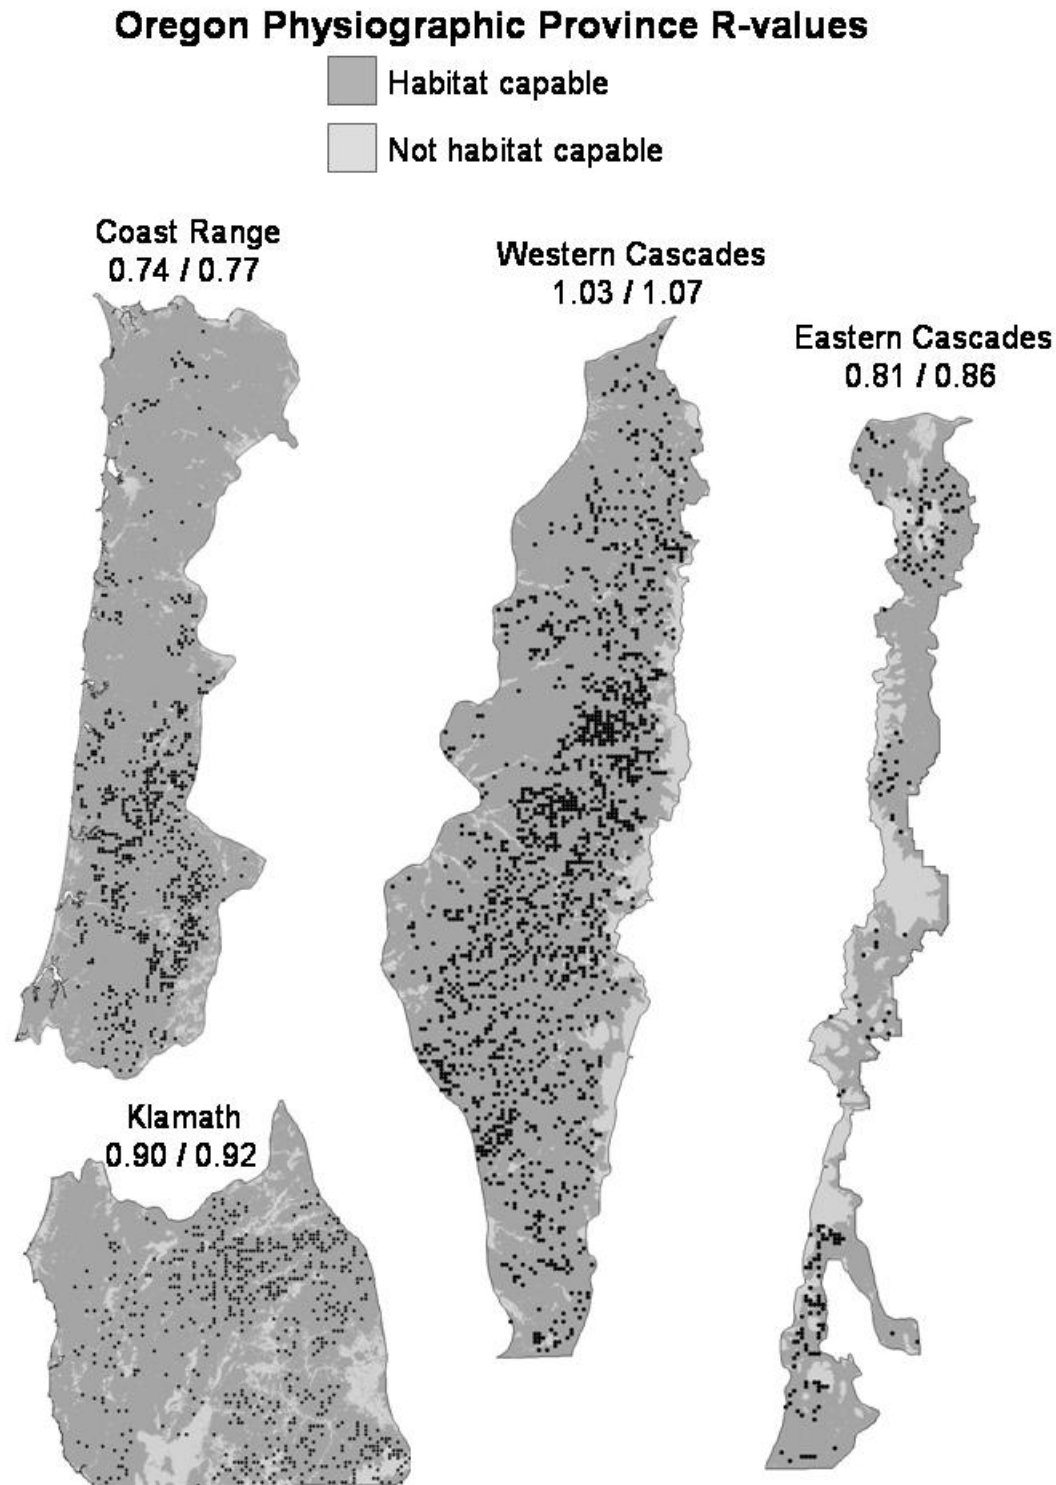 Oregon Physiographic Province R-values
Habitat capable
Not habitat capable
Coast Range
0.74 / 0.77
Western Cascades
1.03 / 1.07
Eastern Cascades
0.81 / 0.86
Klamath
0.90 / 0.92